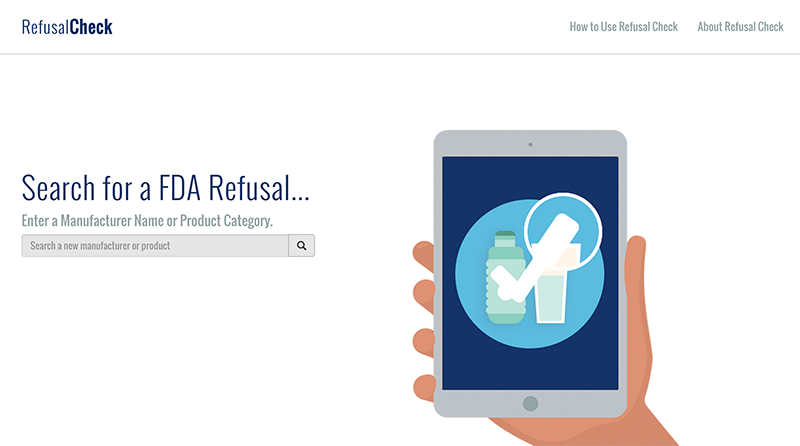 RefusalCheck
How to Use Refusal Check
About Refusal Check
Search for a FDA Refusal...
Enter a Manufacturer Name or Product Category.
Search a new manufacturer or product